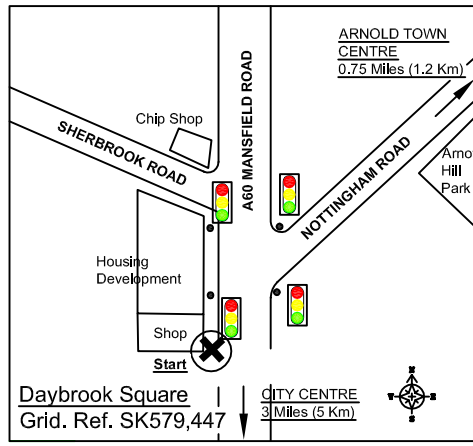 ARNOLD TOWN
CENTRE
0.75 Miles (1.2 Km)
Chip Shop
SHERBROOK ROAD
A60 MANSFIELD ROAD
NOTTINGHAM ROAD
Hill
Park
Housing
Development
Shop
Start
Daybrook Square
Grid. Ref. SK579,447
CITY CENTRE
3 Miles (5 Km)